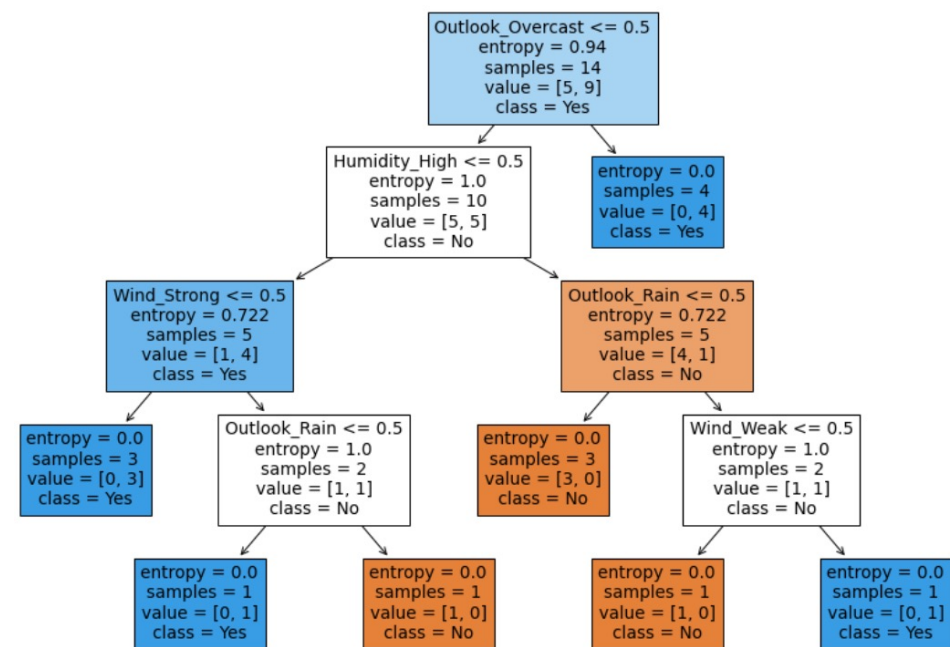 Outlook_Overcast <= 0.5
entropy = 0.94
samples = 14
value = [5, 9]
class = Yes
Humidity_High <= 0.5
entropy = 1.0
samples = 10
value = [5, 5]
class = No
entropy = 0.0
samples = 4
value = [0, 4]
class = Yes
Wind_Strong <= 0.5
entropy = 0.722
samples = 5
value = [1, 4]
class = Yes
Outlook_Rain <= 0.5
entropy = 0.722
samples = 5
value = [4, 1]
class = No
entropy = 0.0
samples = 3
value = [0, 3]
class = Yes
Outlook_Rain <= 0.5
entropy = 1.0
samples = 2
value = [1, 1]
class = No
entropy = 0.0
samples = 3
value = [3, 0]
class = No
Wind_Weak <= 0.5
entropy = 1.0
samples = 2
value = [1, 1]
class = No
entropy = 0.0
samples = 1
value = [0, 1]
class = Yes
entropy = 0.0
samples = 1
value = [1, 0]
class = No
entropy = 0.0
samples = 1
value = [1, 0]
class = No
entropy = 0.0
samples = 1
value = [0, 1]
class = Yes